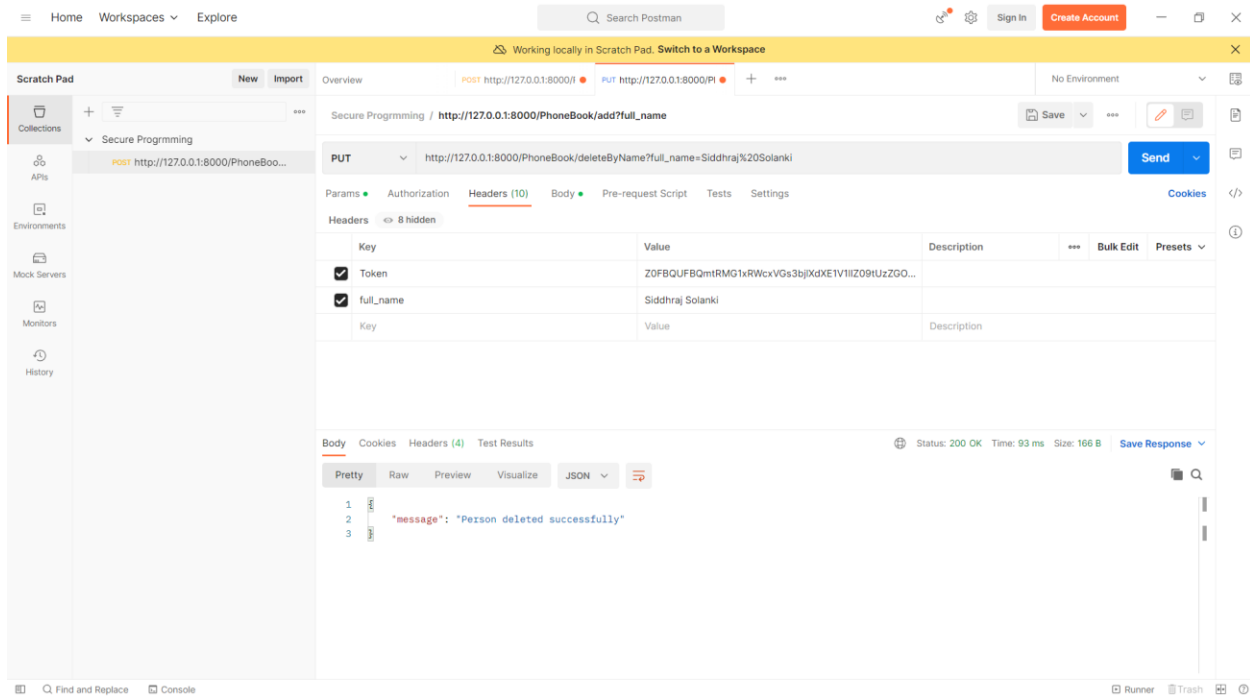 Home Workspaces Explore Search Postman Sign In Create Account
Working locally in Scratch Pad. Switch to a Workspace
Scratch Pad New Import Overview POST http://127.0.0.1:8000/I PUT http://127.0.0.1:8000/PI No Environment
Collections
APIs
Environments
Mock Servers
Monitors
History
Secure Progrmming
POST http://127.0.0.1:8000/PhoneBoo...
Secure Progrmming / http://127.0.0.1:8000/PhoneBook/add?full_name Save
PUT http://127.0.0.1:8000/PhoneBook/deleteByName?full_name=Siddhraj%20Solanki Send
Params Authorization Headers (10) Body Pre-request Script Tests Settings Cookies
Headers 8 hidden
Key Value Description Bulk Edit Presets
Token
full_name Siddhraj Solanki
Key Value Description
Body Cookies Headers (4) Test Results Status: 200 OK Time: 93 ms Size: 166 B Save Response
Pretty Raw Preview Visualize JSON
1 {
2 "message": "Person deleted successfully"
3 }
Find and Replace Console Runner Trash